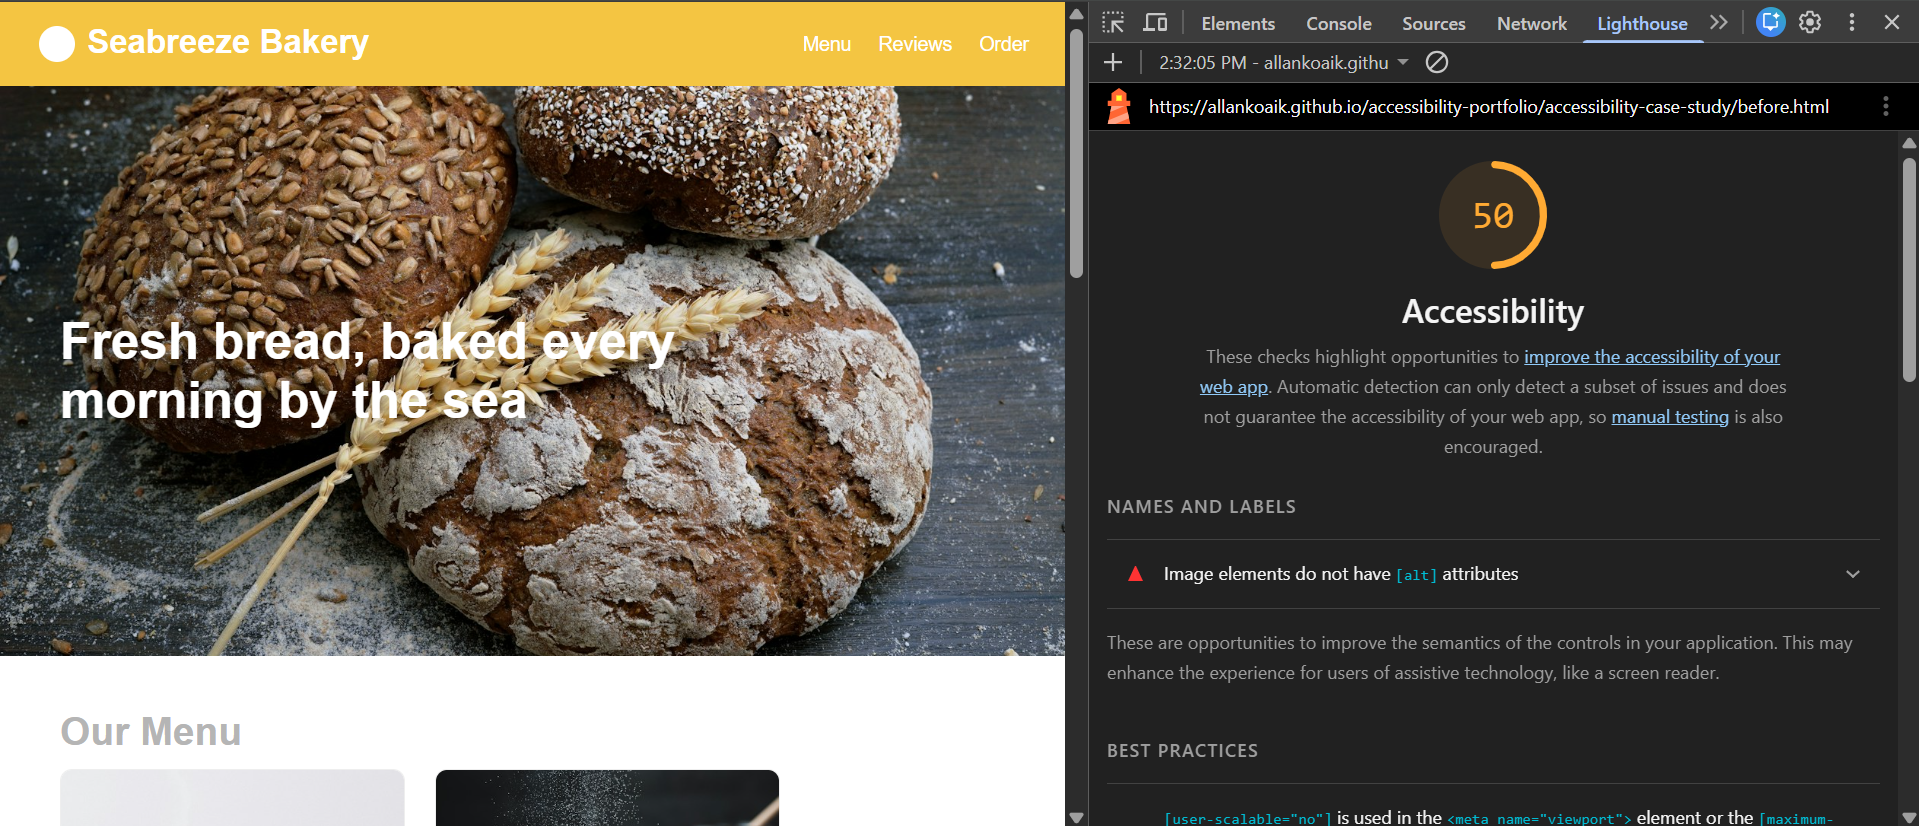 Seabreeze Bakery
Menu Reviews Order
Fresh bread, baked every
morning by the sea
Our Menu
Elements Console Sources Network Lighthouse
2:32:05 PM - allankoaik.githu
https://allankoaik.github.io/accessibility-portfolio/accessibility-case-study/before.html
50
Accessibility
These checks highlight opportunities to improve the accessibility of your
web app. Automatic detection can only detect a subset of issues and does
not guarantee the accessibility of your web app, so manual testing is also
encouraged.
NAMES AND LABELS
Image elements do not have [alt] attributes
These are opportunities to improve the semantics of the controls in your application. This may
enhance the experience for users of assistive technology, like a screen reader.
BEST PRACTICES
[user-scalable="no"] is used in the <meta name="viewport"> element or the [maximum-